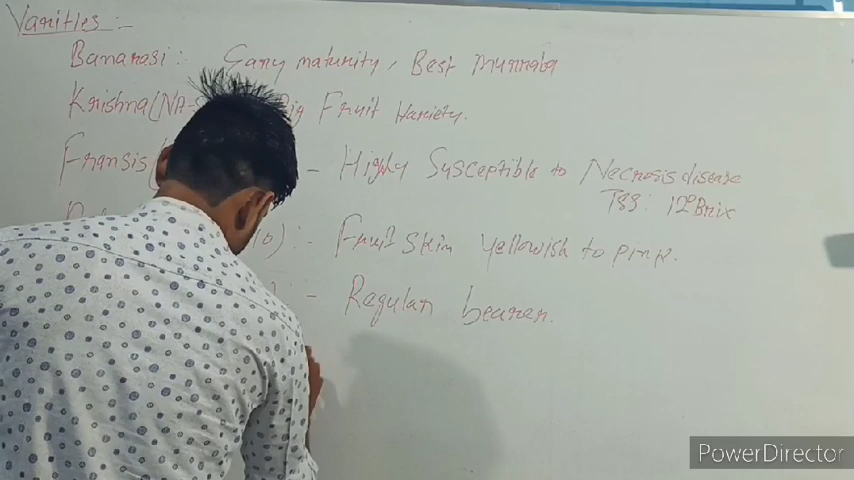 Varities :-
Banarasi : Early maturity, Best Murraba
Krishna (NA- Big Fruit Variety.
Fransis ( - Highly Susceptible to Necrosis disease
TSS : 12° Brix
10) :- Fruit Skin yellowish to pink.
) :- Regular bearer.
PowerDirector